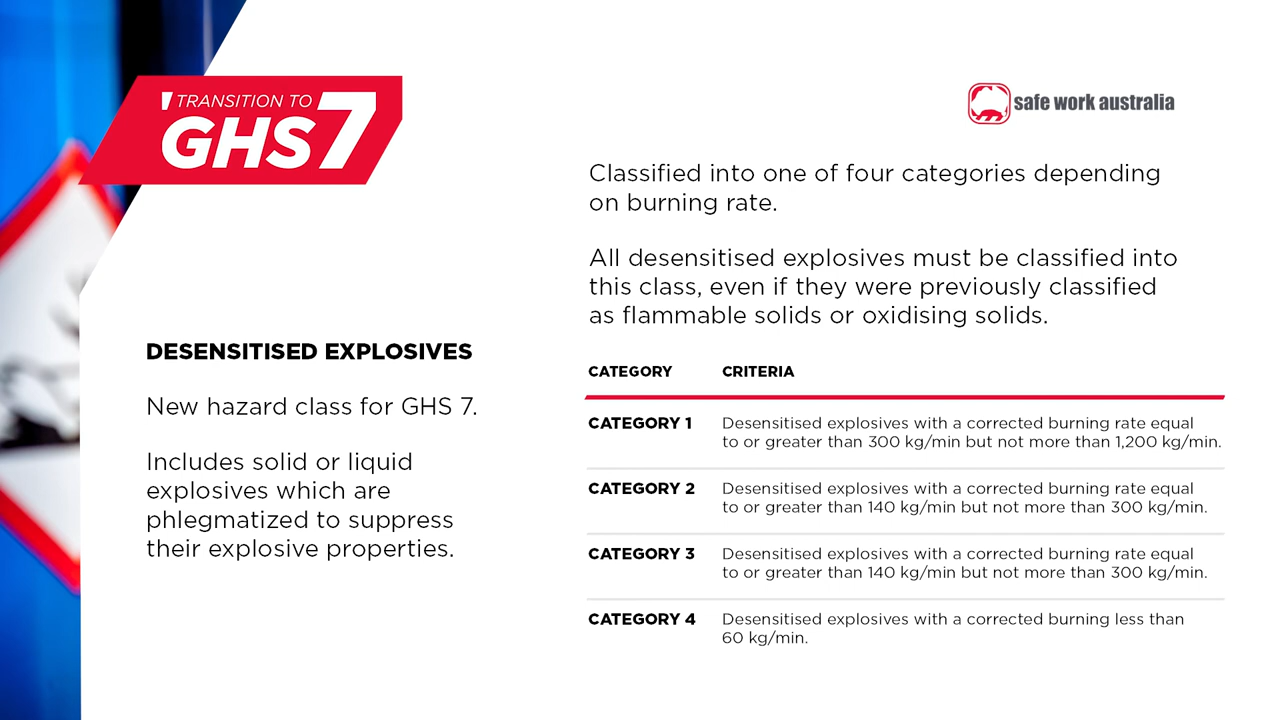 TRANSITION TO
GHS 7
safe work australia
DESENSITISED EXPLOSIVES
New hazard class for GHS 7.
Includes solid or liquid
explosives which are
phlegmatized to suppress
their explosive properties.
Classified into one of four categories depending
on burning rate.
All desensitised explosives must be classified into
this class, even if they were previously classified
as flammable solids or oxidising solids.
CATEGORY CRITERIA
CATEGORY 1 Desensitised explosives with a corrected burning rate equal
to or greater than 300 kg/min but not more than 1,200 kg/min.
CATEGORY 2 Desensitised explosives with a corrected burning rate equal
to or greater than 140 kg/min but not more than 300 kg/min.
CATEGORY 3 Desensitised explosives with a corrected burning rate equal
to or greater than 140 kg/min but not more than 300 kg/min.
CATEGORY 4 Desensitised explosives with a corrected burning less than
60 kg/min.